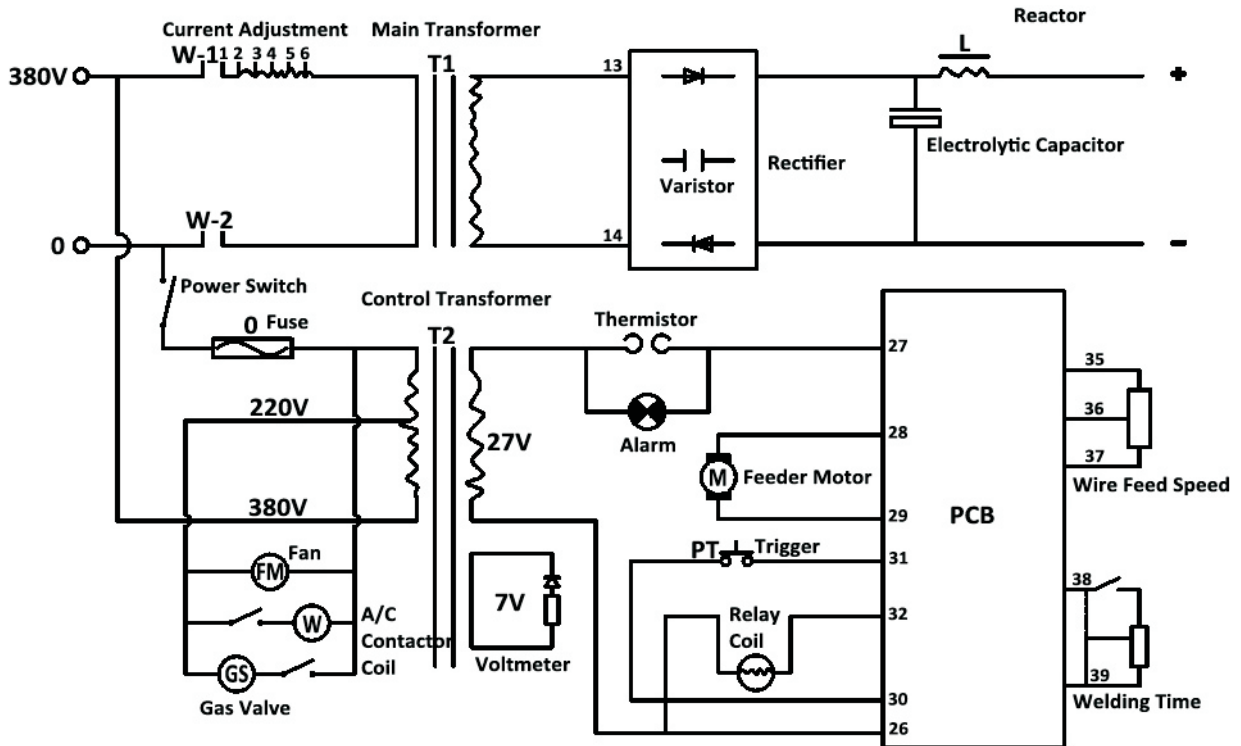 Reactor
Current Adjustment
Main Transformer
W-1
1 2 3 4 5 6
L
380V
T1
13
+
Electrolytic Capacitor
Varistor
Rectifier
W-2
0
14
-
Power Switch
Control Transformer
0 Fuse
T2
Thermistor
27
35
220V
36
27V
Alarm
28
37
M
Feeder Motor
Wire Feed Speed
380V
29
PCB
PT
Trigger
31
Fan
FM
38
7V
Relay
Coil
32
W
A/C
Contactor
Coil
Voltmeter
GS
39
Gas Valve
30
Welding Time
26